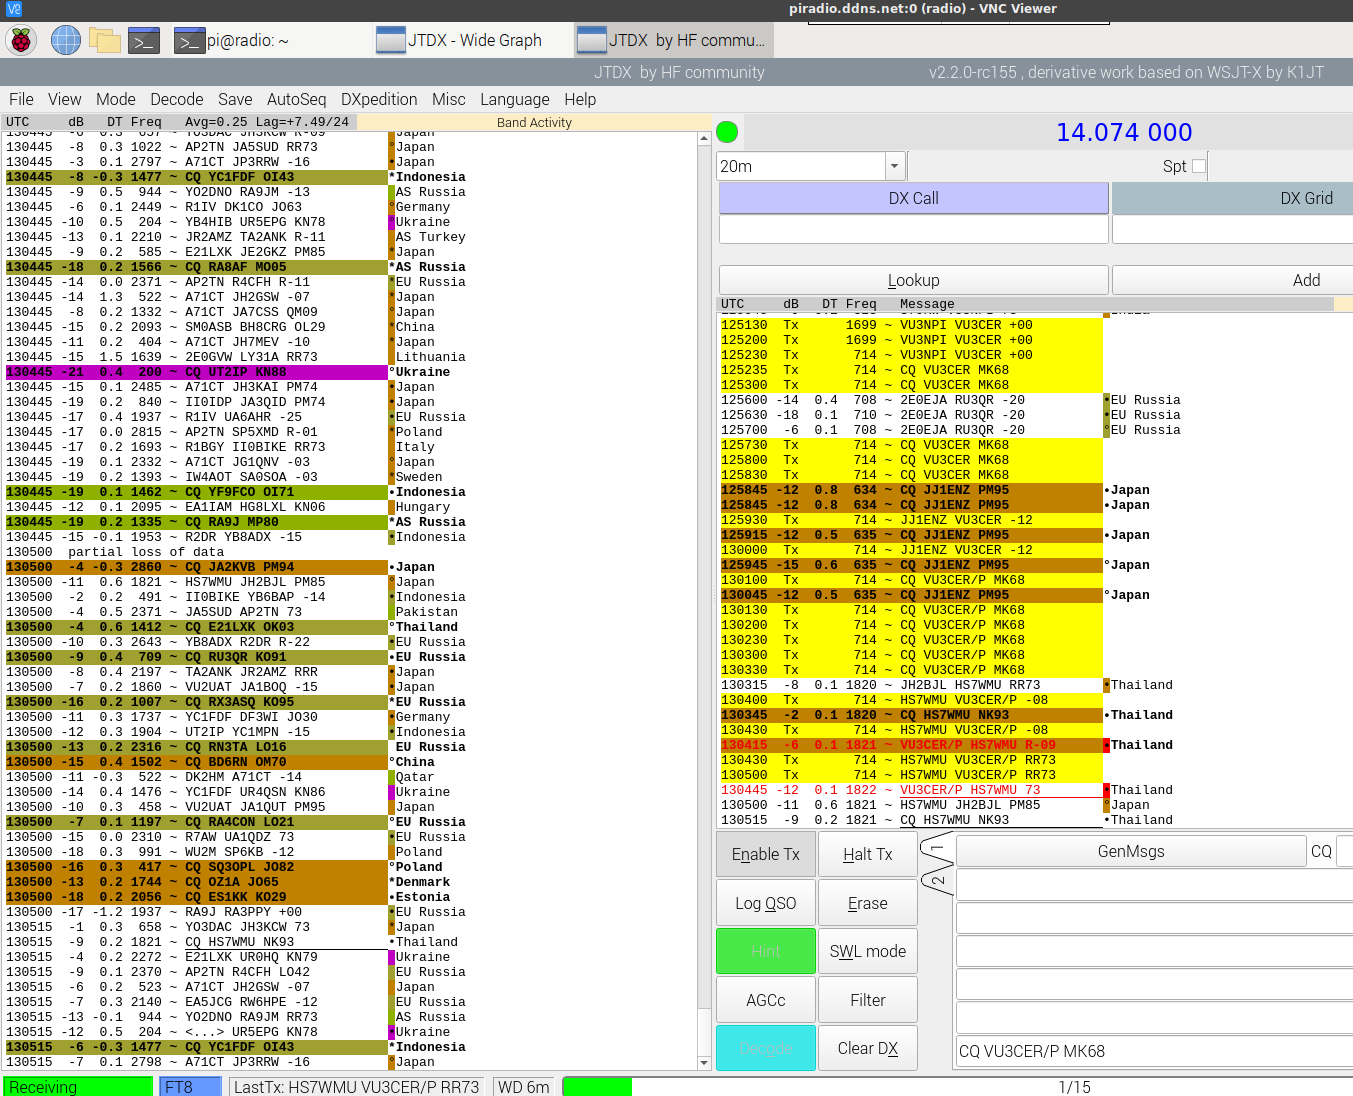 piradio.ddns.net:0 (radio) - VNC Viewer
pi@radio: ~
JTDX - Wide Graph
JTDX by HF commu...
JTDX by HF community v2.2.0-rc155 , derivative work based on WSJT-X by K1JT
File View Mode Decode Save AutoSeq DXpedition Misc Language Help
UTC dB DT Freq Avg=0.25 Lag=+7.49/24 Band Activity
130445 -8 0.3 1022 ~ AP2TN JA5SUD RR73 °Japan
130445 -3 0.1 2797 ~ A71CT JP3RRW -16 •Japan
130445 -8 -0.3 1477 ~ CQ YC1FDF OI43 *Indonesia
130445 -9 0.5 944 ~ YO2DNO RA9JM -13 AS Russia
130445 -6 0.1 2449 ~ R1IV DK1CO JO63 °Germany
130445 -10 0.5 204 ~ YB4HIB UR5EPG KN78 °Ukraine
130445 -13 0.1 2210 ~ JR2AMZ TA2ANK R-11 AS Turkey
130445 -9 0.2 585 ~ E21LXK JE2GKZ PM85 *Japan
130445 -18 0.2 1566 ~ CQ RA8AF MO05 *AS Russia
130445 -14 0.0 2371 ~ AP2TN R4CFH R-11 *EU Russia
130445 -14 1.3 522 ~ A71CT JH2GSW -07 *Japan
130445 -8 0.2 1332 ~ A71CT JA7CSS QM09 °Japan
130445 -15 0.2 2093 ~ SM0ASB BH8CRG OL29 *China
130445 -11 0.2 404 ~ A71CT JH7MEV -10 *Japan
130445 -15 1.5 1639 ~ 2E0GVW LY31A RR73 Lithuania
130445 -21 0.4 200 ~ CQ UT2IP KN88 °Ukraine
130445 -15 0.1 2485 ~ A71CT JH3KAI PM74 •Japan
130445 -19 0.2 840 ~ II0IDP JA3QID PM74 •Japan
130445 -17 0.4 1937 ~ R1IV UA6AHR -25 •EU Russia
130445 -17 0.0 2815 ~ AP2TN SP5XMD R-01 *Poland
130445 -17 0.2 1693 ~ R1BGY II0BIKE RR73 Italy
130445 -19 0.1 2332 ~ A71CT JG1QNV -03 °Japan
130445 -19 0.2 1393 ~ IW4AOT SA0SOA -03 *Sweden
130445 -19 0.1 1462 ~ CQ YF9FCO OI71 •Indonesia
130445 -12 0.1 2095 ~ EA1IAM HG8LXL KN06 Hungary
130445 -19 0.2 1335 ~ CQ RA9J MP80 *AS Russia
130445 -15 -0.1 1953 ~ R2DR YB8ADX -15 •Indonesia
130500 partial loss of data
130500 -4 -0.3 2860 ~ CQ JA2KVB PM94 •Japan
130500 -11 0.6 1821 ~ HS7WMU JH2BJL PM85 °Japan
130500 -2 0.2 491 ~ II0BIKE YB6BAP -14 •Indonesia
130500 -4 0.5 2371 ~ JA5SUD AP2TN 73 Pakistan
130500 -4 0.6 1412 ~ CQ E21LXK OK03 °Thailand
130500 -10 0.3 2643 ~ YB8ADX R2DR R-22 •EU Russia
130500 -9 0.4 709 ~ CQ RU3QR KO91 •EU Russia
130500 -8 0.4 2197 ~ TA2ANK JR2AMZ RRR •Japan
130500 -7 0.2 1860 ~ VU2UAT JA1BOQ -15 •Japan
130500 -16 0.2 1007 ~ CQ RX3ASQ KO95 *EU Russia
130500 -11 0.3 1737 ~ YC1FDF DF3WI JO30 •Germany
130500 -12 0.3 1904 ~ UT2IP YC1MPN -15 •Indonesia
130500 -13 0.2 2316 ~ CQ RN3TA LO16 EU Russia
130500 -15 0.4 1502 ~ CQ BD6RN OM70 °China
130500 -11 -0.3 522 ~ DK2HM A71CT -14 Qatar
130500 -14 0.4 1476 ~ YC1FDF UR4QSN KN86 Ukraine
130500 -10 0.3 458 ~ VU2UAT JA1QUT PM95 Japan
130500 -7 0.1 1197 ~ CQ RA4CON LO21 °EU Russia
130500 -15 0.0 2310 ~ R7AW UA1QDZ 73 •EU Russia
130500 -18 0.3 991 ~ WU2M SP6KB -12 Poland
130500 -16 0.3 417 ~ CQ SQ3OPL JO82 °Poland
130500 -13 0.2 1744 ~ CQ OZ1A JO65 *Denmark
130500 -18 0.2 2056 ~ CQ ES1KK KO29 •Estonia
130500 -17 -1.2 1937 ~ RA9J RA3PPY +00 •EU Russia
130515 -1 0.3 658 ~ YO3DAC JH3KCW 73 *Japan
130515 -9 0.2 1821 ~ CQ HS7WMU NK93 •Thailand
130515 -4 0.2 2272 ~ E21LXK UR0HQ KN79 Ukraine
130515 -9 0.1 2370 ~ AP2TN R4CFH LO42 EU Russia
130515 -6 0.2 523 ~ A71CT JH2GSW -07 °Japan
130515 -7 0.3 2140 ~ EA5JCG RW6HPE -12 EU Russia
130515 -13 -0.1 944 ~ YO2DNO RA9JM RR73 AS Russia
130515 -12 0.5 204 ~ <...> UR5EPG KN78 •Ukraine
130515 -6 -0.3 1477 ~ CQ YC1FDF OI43 *Indonesia
130515 -7 0.1 2798 ~ A71CT JP3RRW -16 °Japan
14.074 000
20m Spt
DX Call DX Grid
Lookup Add
UTC dB DT Freq Message
125130 Tx 1699 ~ VU3NPI VU3CER +00
125200 Tx 1699 ~ VU3NPI VU3CER +00
125230 Tx 714 ~ VU3NPI VU3CER +00
125235 Tx 714 ~ CQ VU3CER MK68
125300 Tx 714 ~ CQ VU3CER MK68
125600 -14 0.4 708 ~ 2E0EJA RU3QR -20 •EU Russia
125630 -18 0.1 710 ~ 2E0EJA RU3QR -20 •EU Russia
125700 -6 0.1 708 ~ 2E0EJA RU3QR -20 °EU Russia
125730 Tx 714 ~ CQ VU3CER MK68
125800 Tx 714 ~ CQ VU3CER MK68
125830 Tx 714 ~ CQ VU3CER MK68
125845 -12 0.8 634 ~ CQ JJ1ENZ PM95 •Japan
125845 -12 0.8 634 ~ CQ JJ1ENZ PM95 •Japan
125930 Tx 714 ~ JJ1ENZ VU3CER -12
125915 -12 0.5 635 ~ CQ JJ1ENZ PM95 •Japan
130000 Tx 714 ~ JJ1ENZ VU3CER -12
125945 -15 0.6 635 ~ CQ JJ1ENZ PM95 °Japan
130100 Tx 714 ~ CQ VU3CER/P MK68
130045 -12 0.5 635 ~ CQ JJ1ENZ PM95 °Japan
130130 Tx 714 ~ CQ VU3CER/P MK68
130200 Tx 714 ~ CQ VU3CER/P MK68
130230 Tx 714 ~ CQ VU3CER/P MK68
130300 Tx 714 ~ CQ VU3CER/P MK68
130330 Tx 714 ~ CQ VU3CER/P MK68
130315 -8 0.1 1820 ~ JH2BJL HS7WMU RR73 •Thailand
130400 Tx 714 ~ HS7WMU VU3CER/P -08
130345 -2 0.1 1820 ~ CQ HS7WMU NK93 •Thailand
130430 Tx 714 ~ HS7WMU VU3CER/P -08
130415 -6 0.1 1821 ~ VU3CER/P HS7WMU R-09 •Thailand
130430 Tx 714 ~ HS7WMU VU3CER/P RR73
130500 Tx 714 ~ HS7WMU VU3CER/P RR73
130445 -12 0.1 1822 ~ VU3CER/P HS7WMU 73 •Thailand
130500 -11 0.6 1821 ~ HS7WMU JH2BJL PM85 °Japan
130515 -9 0.2 1821 ~ CQ HS7WMU NK93 •Thailand
Enable Tx Halt Tx 1 GenMsgs CQ
Log QSO Erase 2
Hint SWL mode
AGCc Filter
Decode Clear DX CQ VU3CER/P MK68
Receiving FT8 LastTx: HS7WMU VU3CER/P RR73 WD 6m 1/15